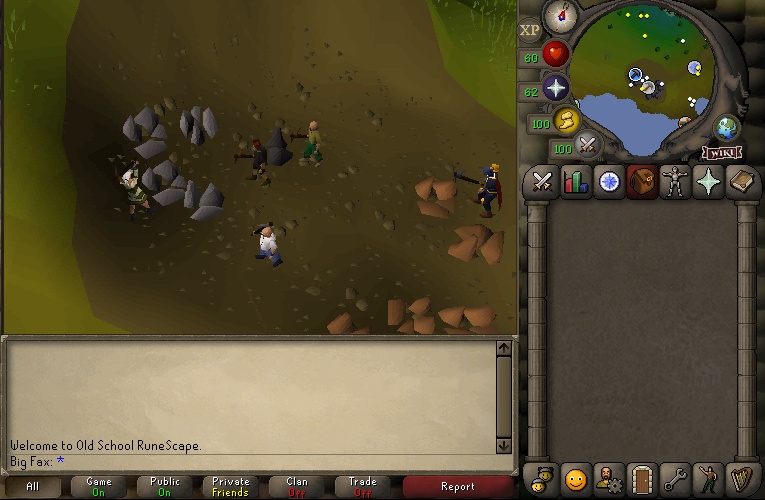 XP
60
62
100
100
WIKI
Welcome to Old School RuneScape.
Big Fax: *
All
Game
On
Public
On
Private
Friends
Clan
Off
Trade
Off
Report